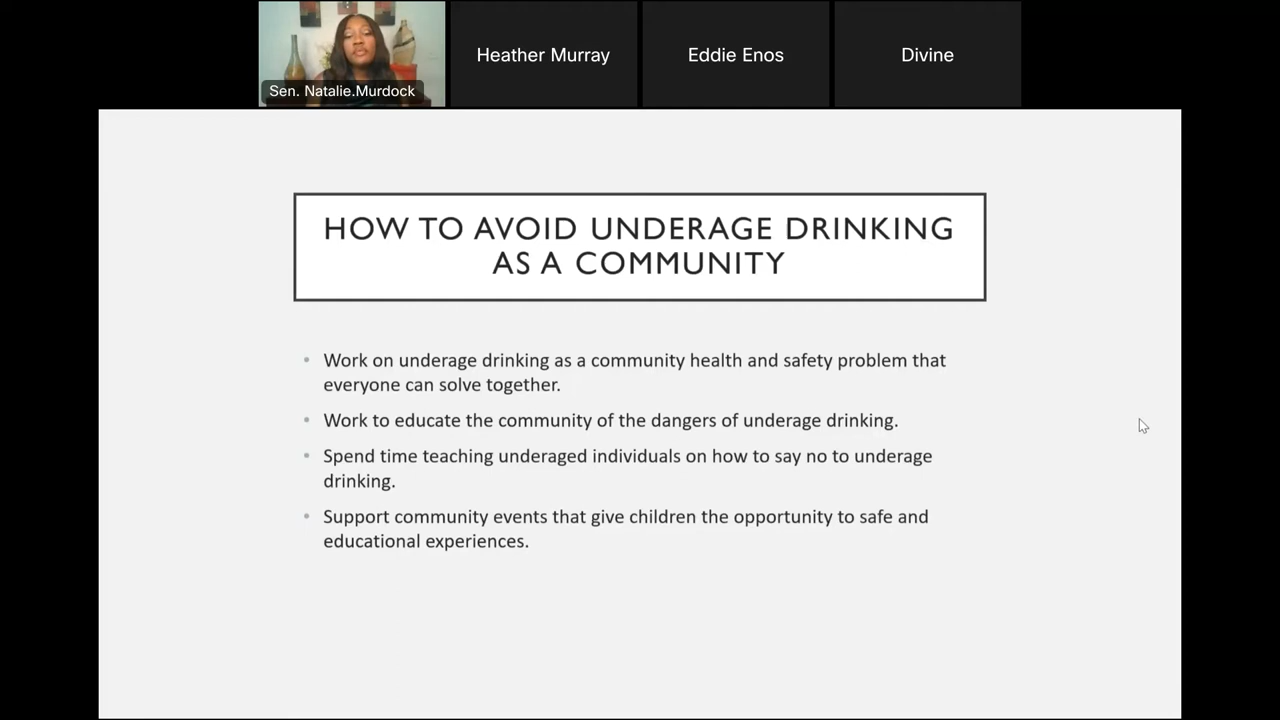 Sen. Natalie.Murdock
Heather Murray
Eddie Enos
Divine
HOW TO AVOID UNDERAGE DRINKING
AS A COMMUNITY
• Work on underage drinking as a community health and safety problem that
everyone can solve together.
• Work to educate the community of the dangers of underage drinking.
• Spend time teaching underaged individuals on how to say no to underage
drinking.
• Support community events that give children the opportunity to safe and
educational experiences.